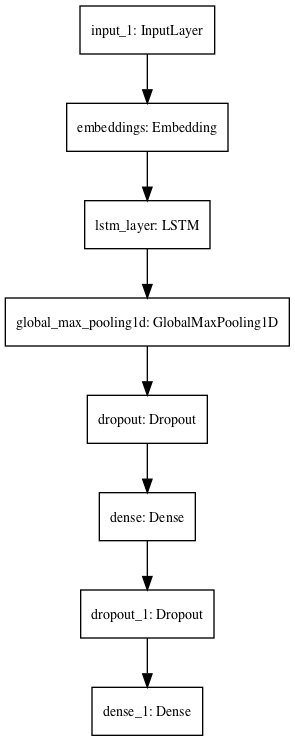 input_1: InputLayer
embeddings: Embedding
lstm_layer: LSTM
global_max_pooling1d: GlobalMaxPooling1D
dropout: Dropout
dense: Dense
dropout_1: Dropout
dense_1: Dense